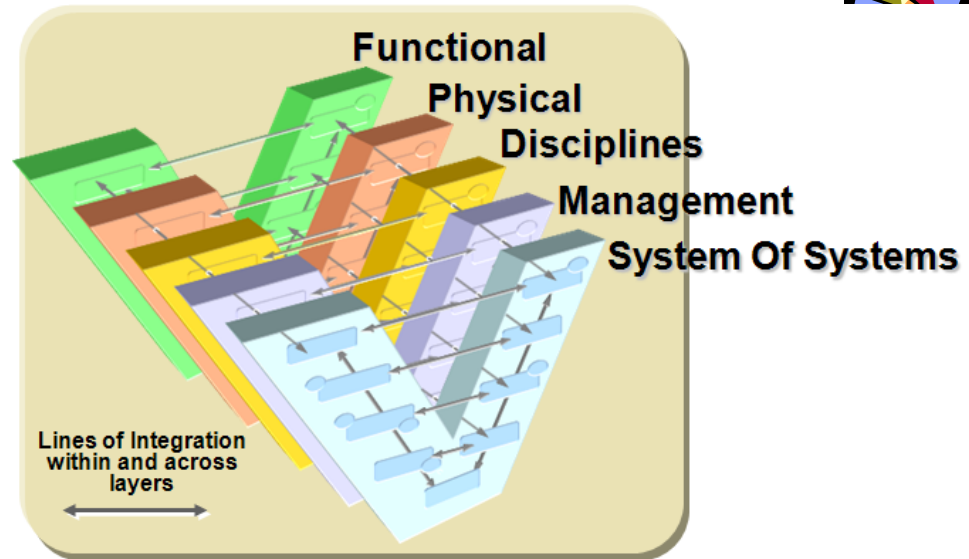 Functional
Physical
Disciplines
Management
System Of Systems
Lines of Integration
within and across
layers